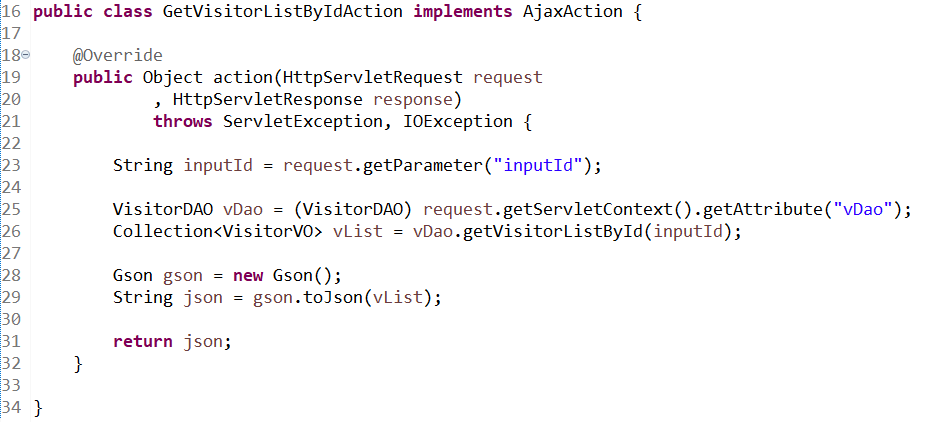 16 public class GetVisitorListByIdAction implements AjaxAction {
17
18 @Override
19 public Object action(HttpServletRequest request
20 , HttpServletResponse response)
21 throws ServletException, IOException {
22
23 String inputId = request.getParameter("inputId");
24
25 VisitorDAO vDao = (VisitorDAO) request.getServletContext().getAttribute("vDao");
26 Collection<VisitorVO> vList = vDao.getVisitorListById(inputId);
27
28 Gson gson = new Gson();
29 String json = gson.toJson(vList);
30
31 return json;
32 }
33
34 }